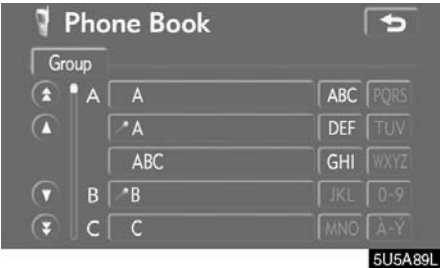 Phone Book
Group
A A ABC PQRS
A DEF TUV
ABC GHI WXYZ
B B JKL 0-9
C C MNO À-Ý
5U5A89L